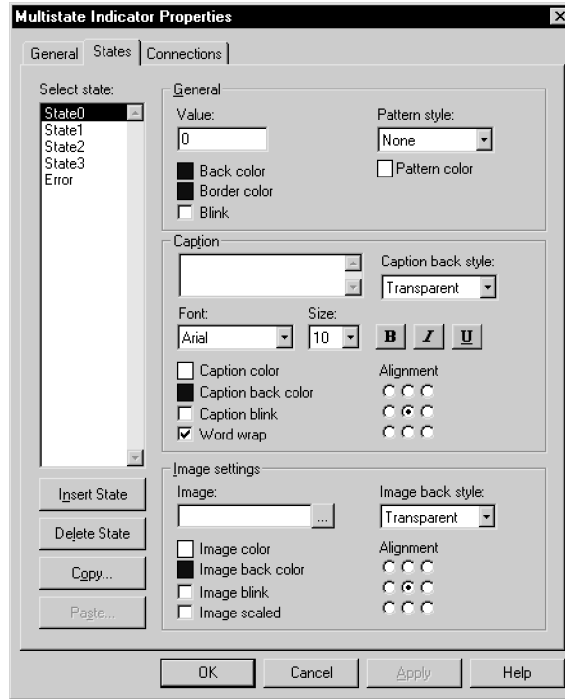 Multistate Indicator Properties
General States Connections
Select state:
State0
State1
State2
State3
Error
Insert State
Delete State
Copy...
Paste...
General
Value:
0
Pattern style:
None
Back color
Border color
Blink
Pattern color
Caption
Caption back style:
Transparent
Font:
Arial
Size:
10
B I U
Caption color
Caption back color
Caption blink
Word wrap
Alignment
Image settings
Image:
...
Image back style:
Transparent
Image color
Image back color
Image blink
Image scaled
Alignment
OK Cancel Apply Help